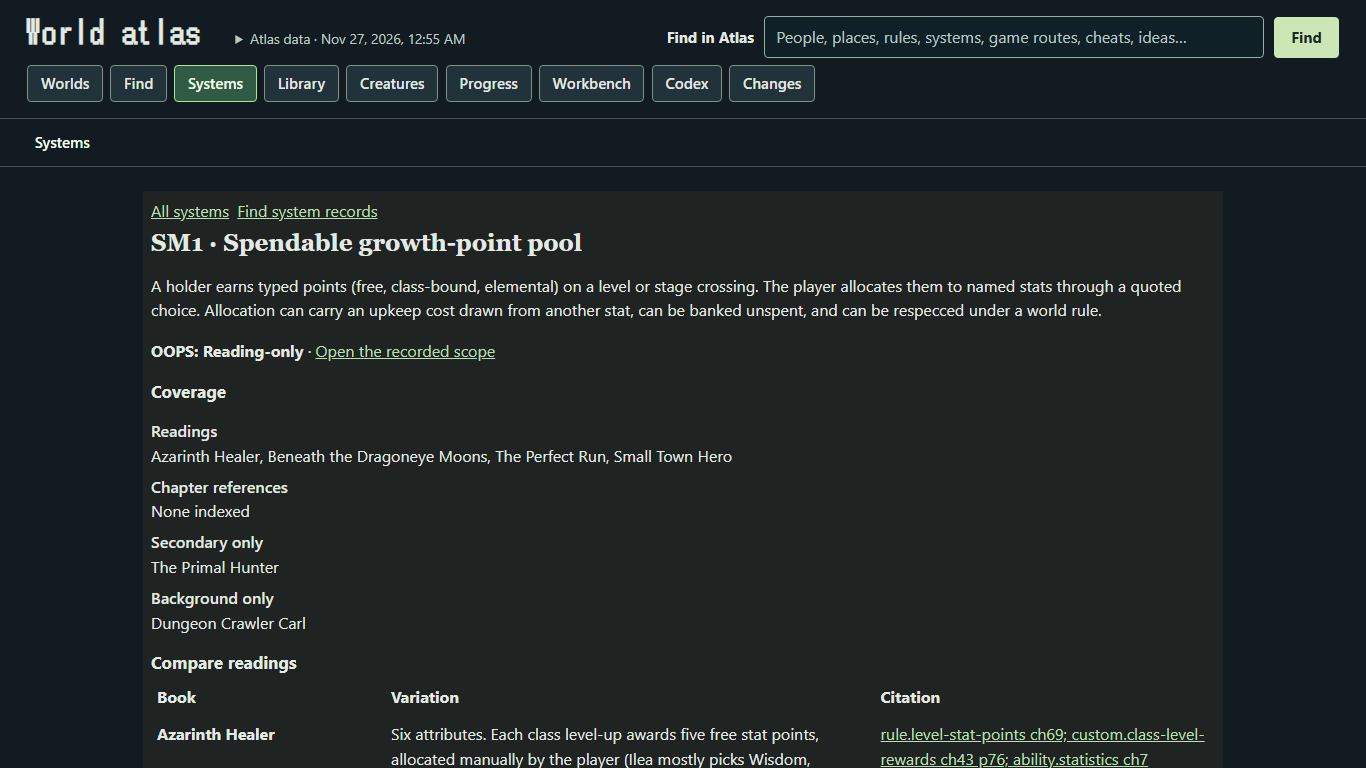 World atlas
▶ Atlas data · Nov 27, 2026, 12:55 AM
Find in Atlas
People, places, rules, systems, game routes, cheats, ideas...
Find
Worlds
Find
Systems
Library
Creatures
Progress
Workbench
Codex
Changes
Systems
All systems Find system records
SM1 · Spendable growth-point pool
A holder earns typed points (free, class-bound, elemental) on a level or stage crossing. The player allocates them to named stats through a quoted
choice. Allocation can carry an upkeep cost drawn from another stat, can be banked unspent, and can be respecced under a world rule.
OOPS: Reading-only · Open the recorded scope
Coverage
Readings
Azarinth Healer, Beneath the Dragoneye Moons, The Perfect Run, Small Town Hero
Chapter references
None indexed
Secondary only
The Primal Hunter
Background only
Dungeon Crawler Carl
Compare readings
Book
Variation
Citation
Azarinth Healer
Six attributes. Each class level-up awards five free stat points,
allocated manually by the player (Ilea mostly picks Wisdom,
rule.level-stat-points ch69; custom.class-level-
rewards ch43 p76; ability.statistics ch7